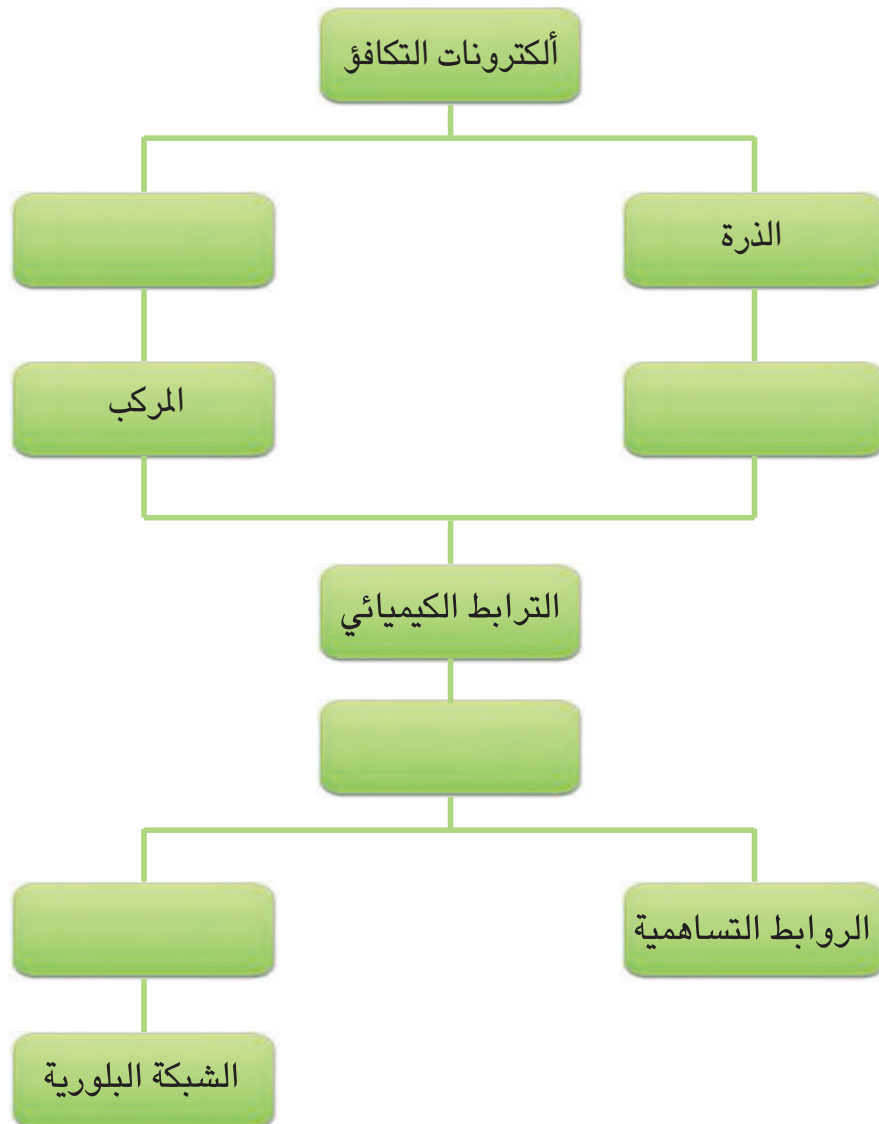 ألكترونات التكافؤ
الذرة
المركب
الترابط الكيميائي
الروابط التساهمية
الشبكة البلورية